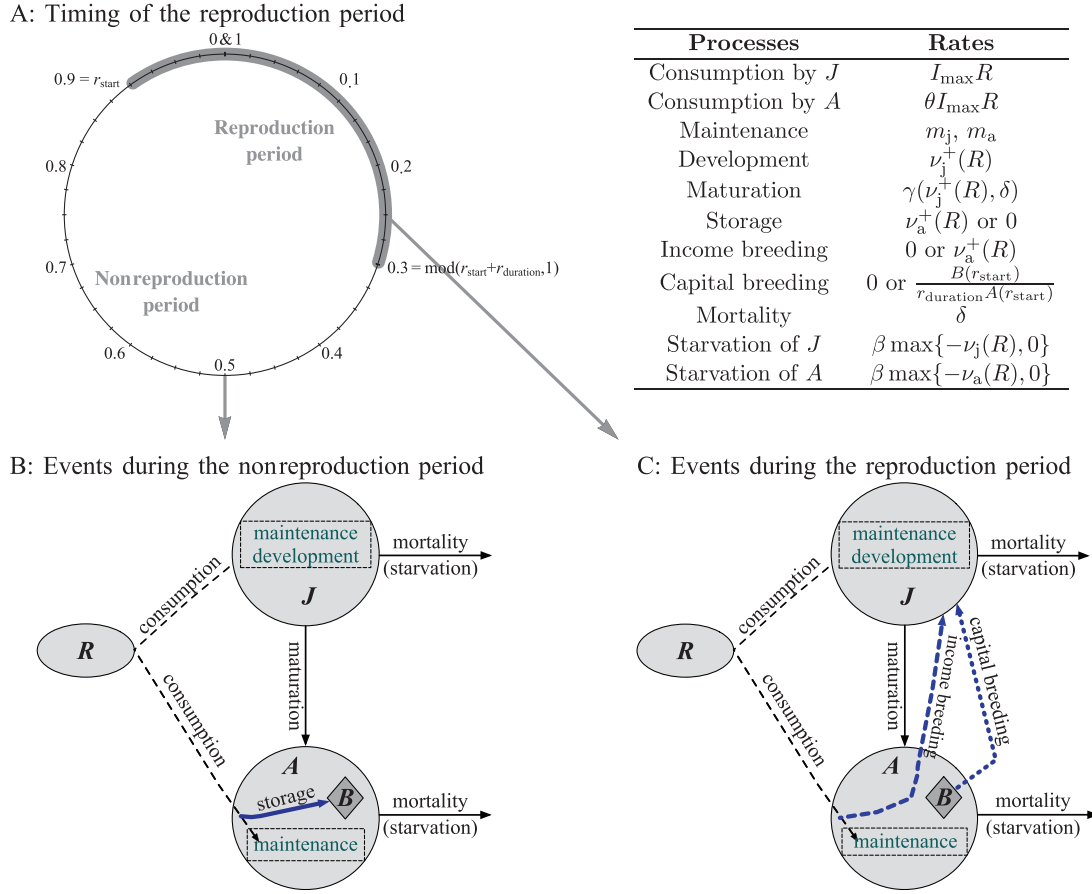 A: Timing of the reproduction period
0 & 1
0.9 = r_start
0.1
Reproduction
period
0.8
0.2
0.7
Nonreproduction
period
0.3 = mod(r_start+r_duration,1)
0.6
0.5
0.4
Processes Rates
Consumption by J I_max R
Consumption by A θI_max R
Maintenance m_j, m_a
Development ν_j^+(R)
Maturation γ(ν_j^+(R), δ)
Storage ν_a^+(R) or 0
Income breeding 0 or ν_a^+(R)
Capital breeding 0 or B(r_start)/(r_duration A(r_start))
Mortality δ
Starvation of J β max{−ν_j(R), 0}
Starvation of A β max{−ν_a(R), 0}
B: Events during the nonreproduction period
maintenance
development
J
mortality
(starvation)
consumption
R
consumption
maturation
A
storage
B
maintenance
mortality
(starvation)
C: Events during the reproduction period
maintenance
development
J
mortality
(starvation)
consumption
R
consumption
maturation
income breeding
capital breeding
A
B
maintenance
mortality
(starvation)